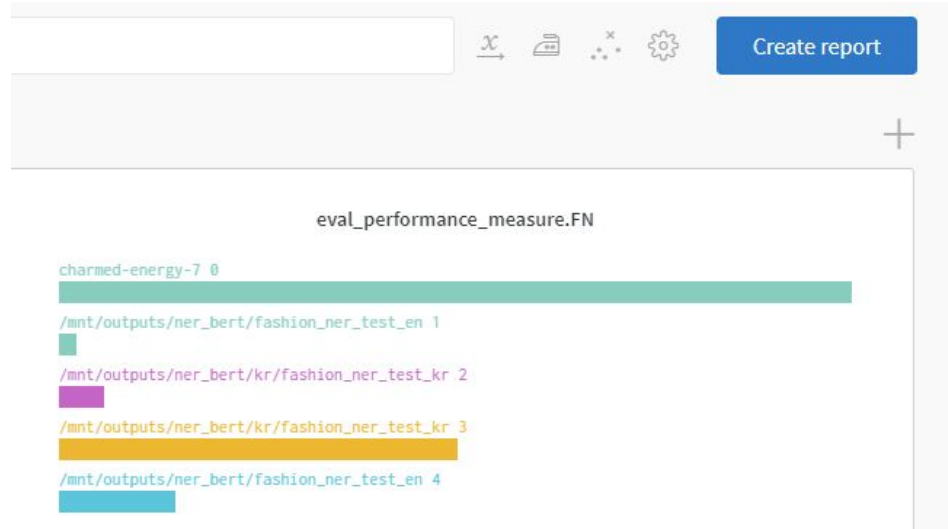 Create report
eval_performance_measure.FN
charmed-energy-7 0
/mnt/outputs/ner_bert/fashion_ner_test_en 1
/mnt/outputs/ner_bert/kr/fashion_ner_test_kr 2
/mnt/outputs/ner_bert/kr/fashion_ner_test_kr 3
/mnt/outputs/ner_bert/fashion_ner_test_en 4